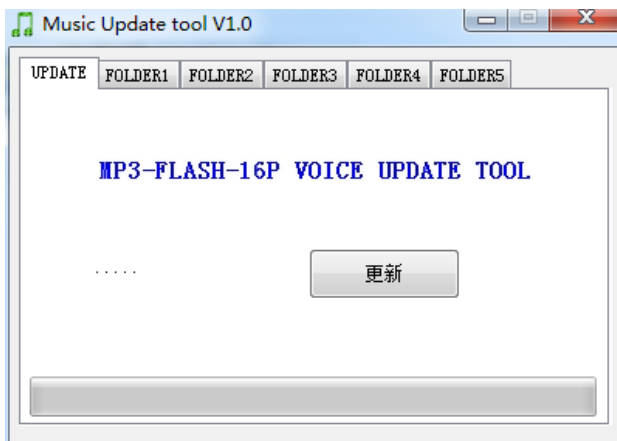 Music Update tool V1.0
UPDATE FOLDER1 FOLDER2 FOLDER3 FOLDER4 FOLDER5
MP3-FLASH-16P VOICE UPDATE TOOL
..... 更新